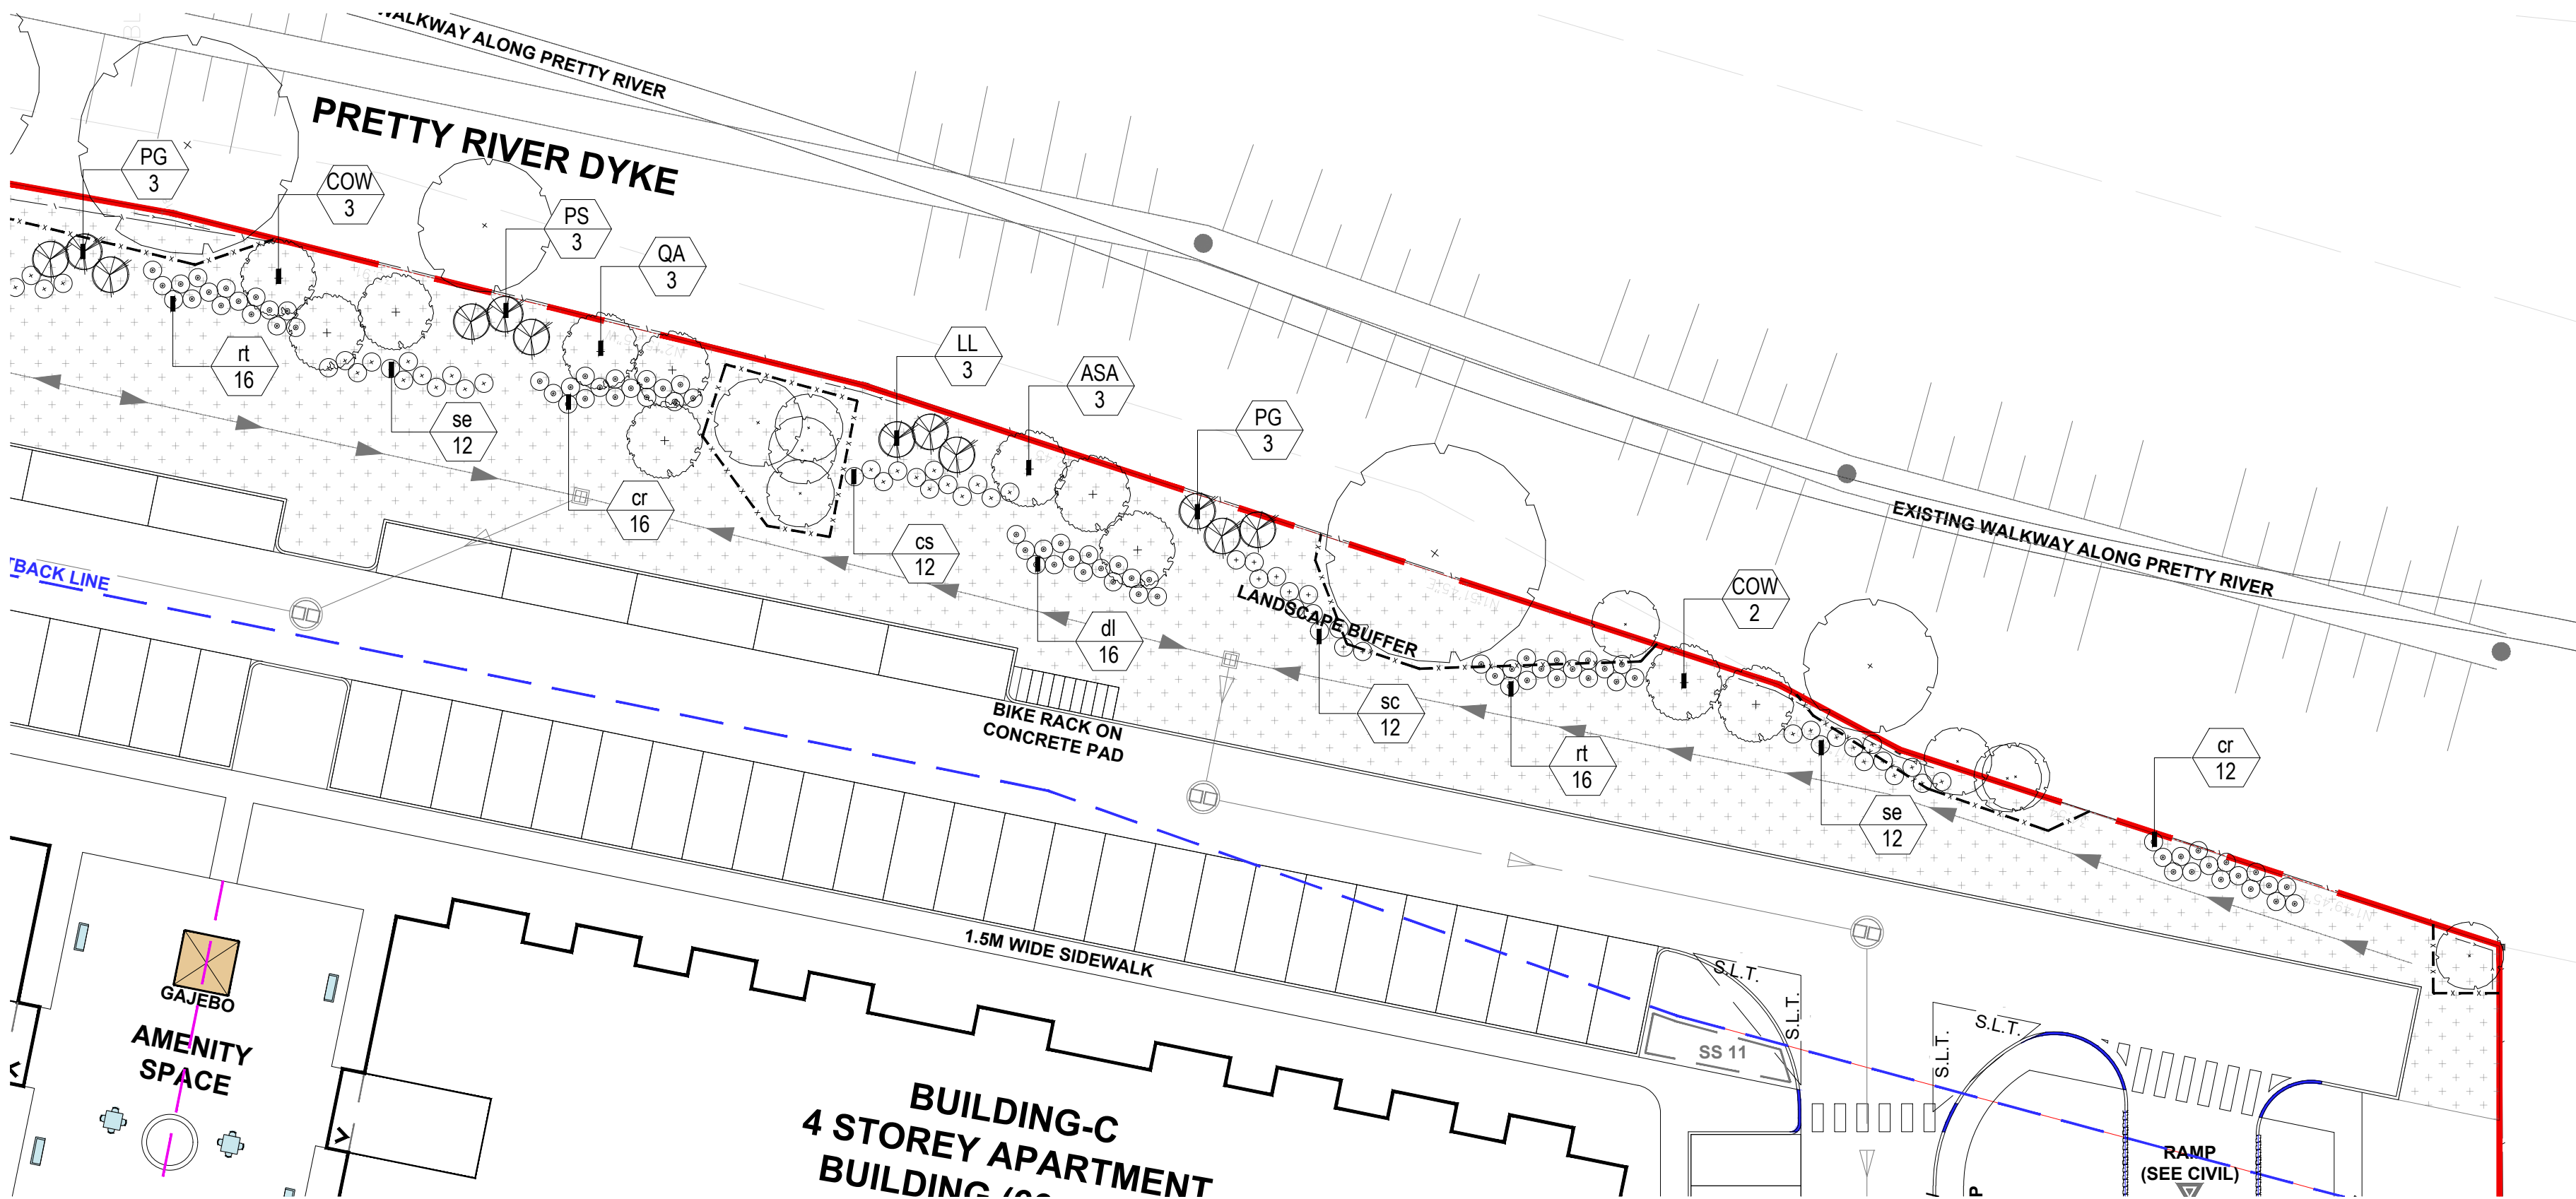 WALKWAY ALONG PRETTY RIVER
PRETTY RIVER DYKE
PG
3
COW
3
PS
3
QA
3
LL
3
ASA
3
PG
3
rt
16
se
12
cr
16
cs
12
dl
16
COW
2
sc
12
rt
16
se
12
cr
12
EXISTING WALKWAY ALONG PRETTY RIVER
LANDSCAPE BUFFER
TBACK LINE
BIKE RACK ON
CONCRETE PAD
1.5M WIDE SIDEWALK
GAJEBO
AMENITY
SPACE
BUILDING-C
4 STOREY APARTMENT
BUILDING
S.L.T.
S.L.T.
SS 11
S.L.T.
S.L.T.
RAMP
(SEE CIVIL)
P